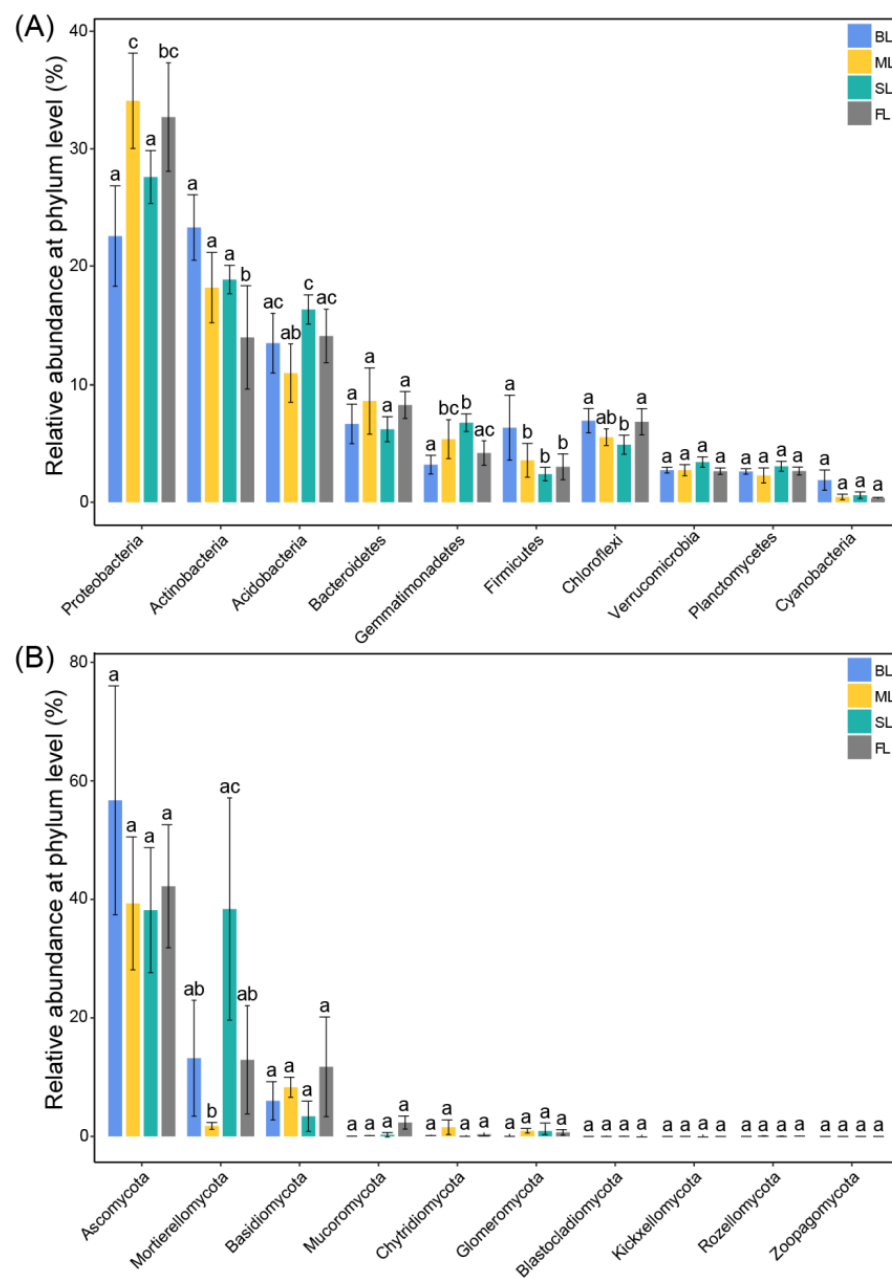 (A)
Relative abundance at phylum level (%)
40
30
20
10
0
c
bc
a
a
a
a
a
b
ac
ab
c
ac
a
a
a
a
a
bc
b
ac
a
a
b
b
a
ab
b
a
a a a a
a a a a
a
a a a
BL
ML
SL
FL
Proteobacteria
Actinobacteria
Acidobacteria
Bacteroidetes
Gemmatimonadetes
Firmicutes
Chloroflexi
Verrucomicrobia
Planctomycetes
Cyanobacteria
(B)
Relative abundance at phylum level (%)
80
60
40
20
0
a
a
a
a
ab
b
ac
ab
a
a
a
a
a a a a
a a a a
a a a a
a a a a
a a a a
a a a a
a a a a
BL
ML
SL
FL
Ascomycota
Mortierellomycota
Basidiomycota
Mucoromycota
Chytridiomycota
Glomeromycota
Blastocladiomycota
Kickxellomycota
Rozellomycota
Zoopagomycota